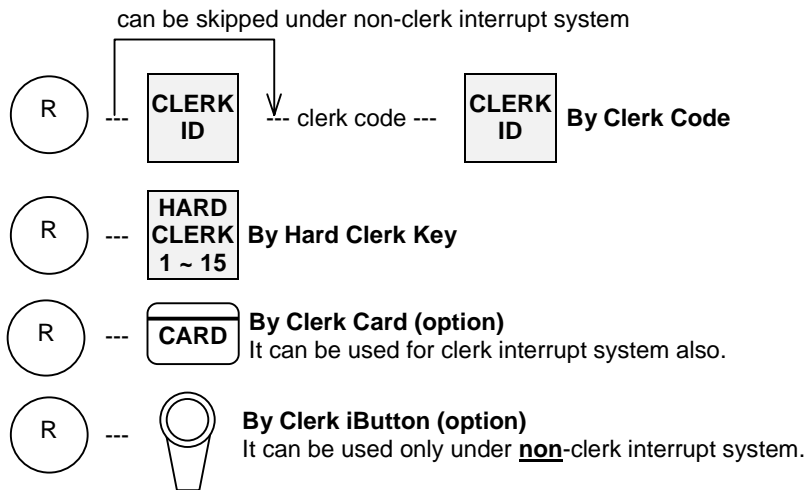 can be skipped under non-clerk interrupt system
R --- CLERK ID --- clerk code --- CLERK ID By Clerk Code
R --- HARD CLERK 1 ~ 15 By Hard Clerk Key
By Clerk Card (option)
R --- CARD It can be used for clerk interrupt system also.
By Clerk iButton (option)
R --- It can be used only under non-clerk interrupt system.